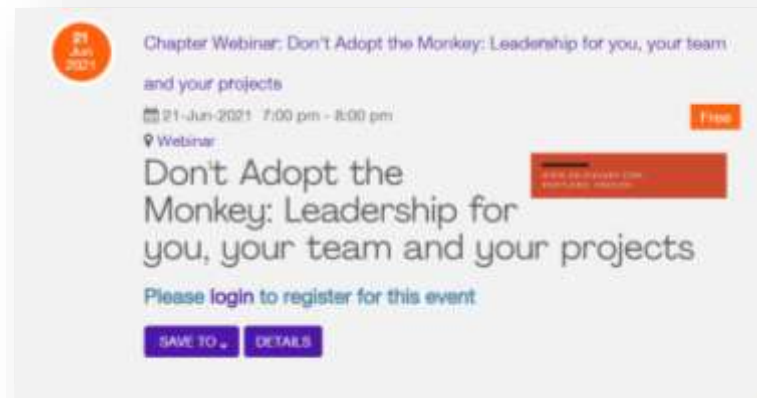 21
Jun
2021
Chapter Webinar: Don't Adopt the Monkey: Leadership for you, your team
and your projects
21-Jun-2021 7:00 pm - 8:00 pm
Free
Webinar
Don't Adopt the
Monkey: Leadership for
you, your team and your projects
Please login to register for this event
SAVE TO
DETAILS